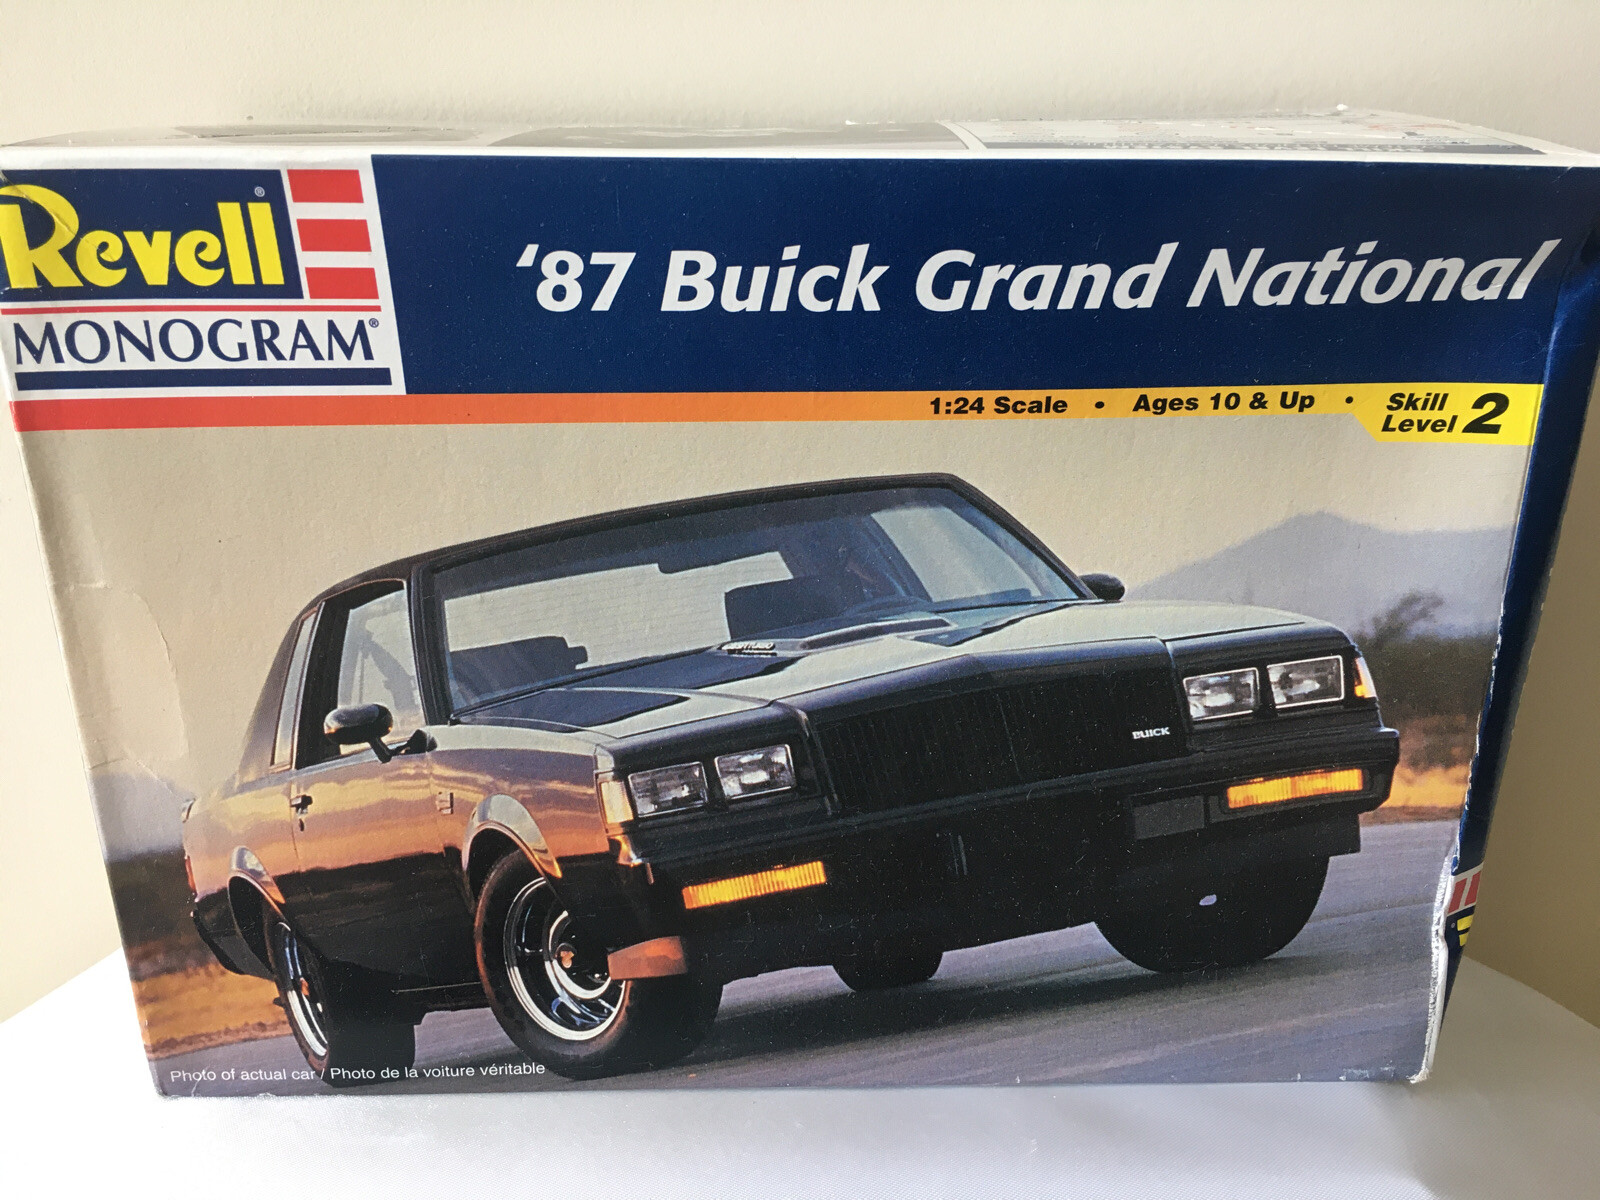 Revell®
MONOGRAM®
'87 Buick Grand National
1:24 Scale • Ages 10 & Up • Skill Level 2
BUICK
Photo of actual car / Photo de la voiture véritable